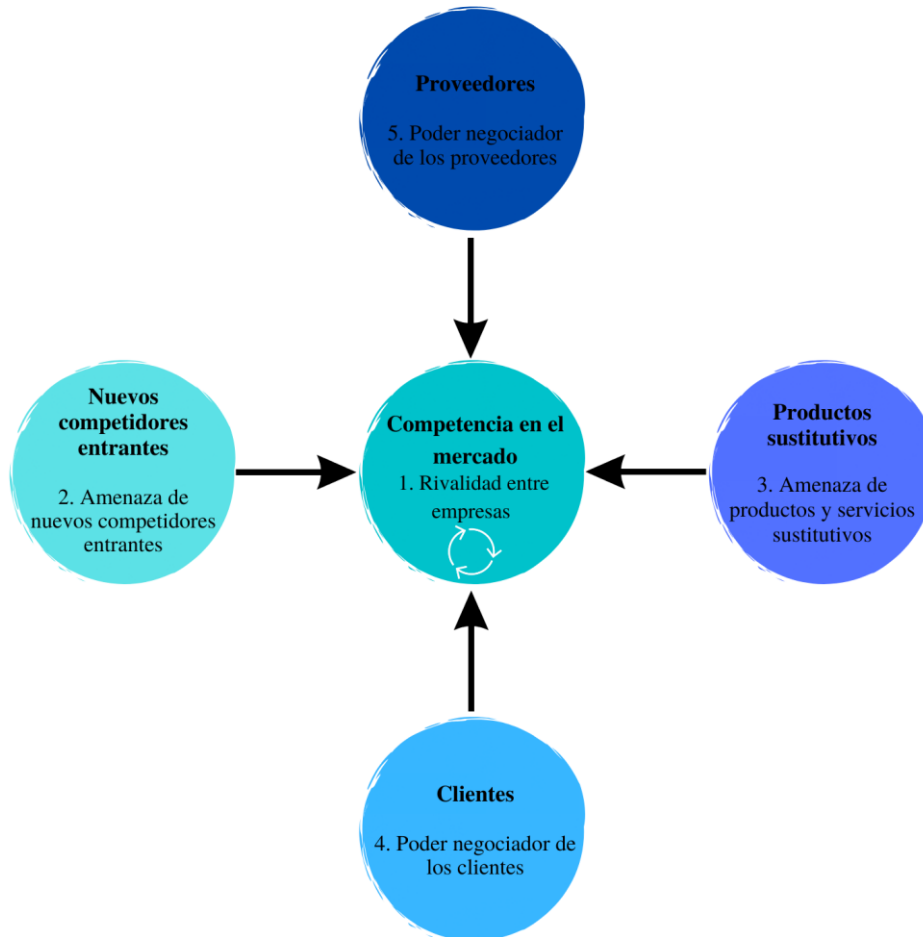 Proveedores
5. Poder negociador
de los proveedores
Nuevos
competidores
entrantes
2. Amenaza de
nuevos competidores
entrantes
Competencia en el
mercado
1. Rivalidad entre
empresas
Productos
sustitutivos
3. Amenaza de
productos y servicios
sustitutivos
Clientes
4. Poder negociador de
los clientes